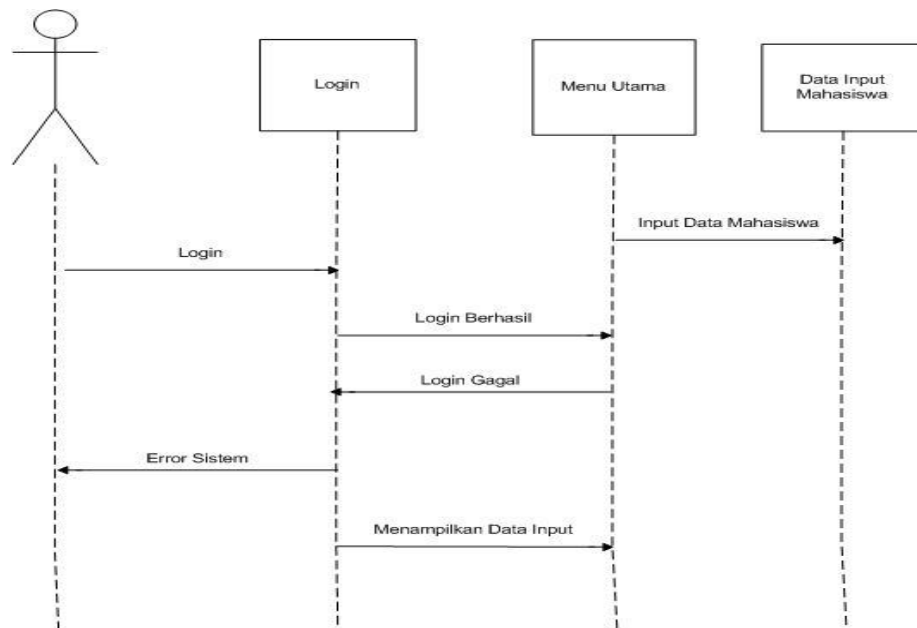 Login
Menu Utama
Data Input
Mahasiswa
Input Data Mahasiswa
Login
Login Berhasil
Login Gagal
Error Sistem
Menampilkan Data Input